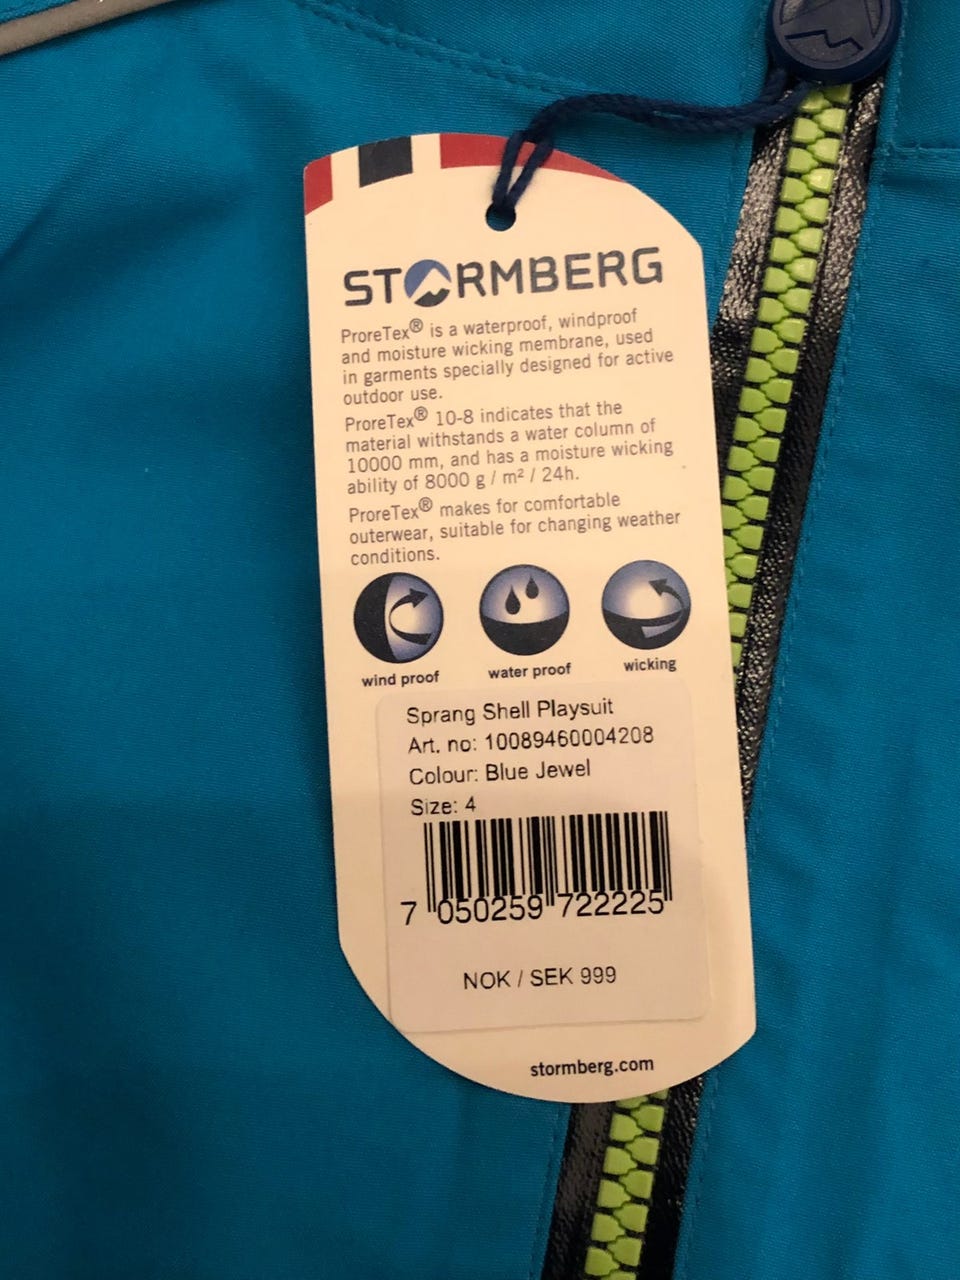 STORMBERG
ProreTex® is a waterproof, windproof
and moisture wicking membrane, used
in garments specially designed for active
outdoor use.
ProreTex® 10-8 indicates that the
material withstands a water column of
10000 mm, and has a moisture wicking
ability of 8000 g / m² / 24h.
ProreTex® makes for comfortable
outerwear, suitable for changing weather
conditions.
wind proof water proof wicking
Sprang Shell Playsuit
Art. no: 10089460004208
Colour: Blue Jewel
Size: 4
7 050259 722225
NOK / SEK 999
stormberg.com